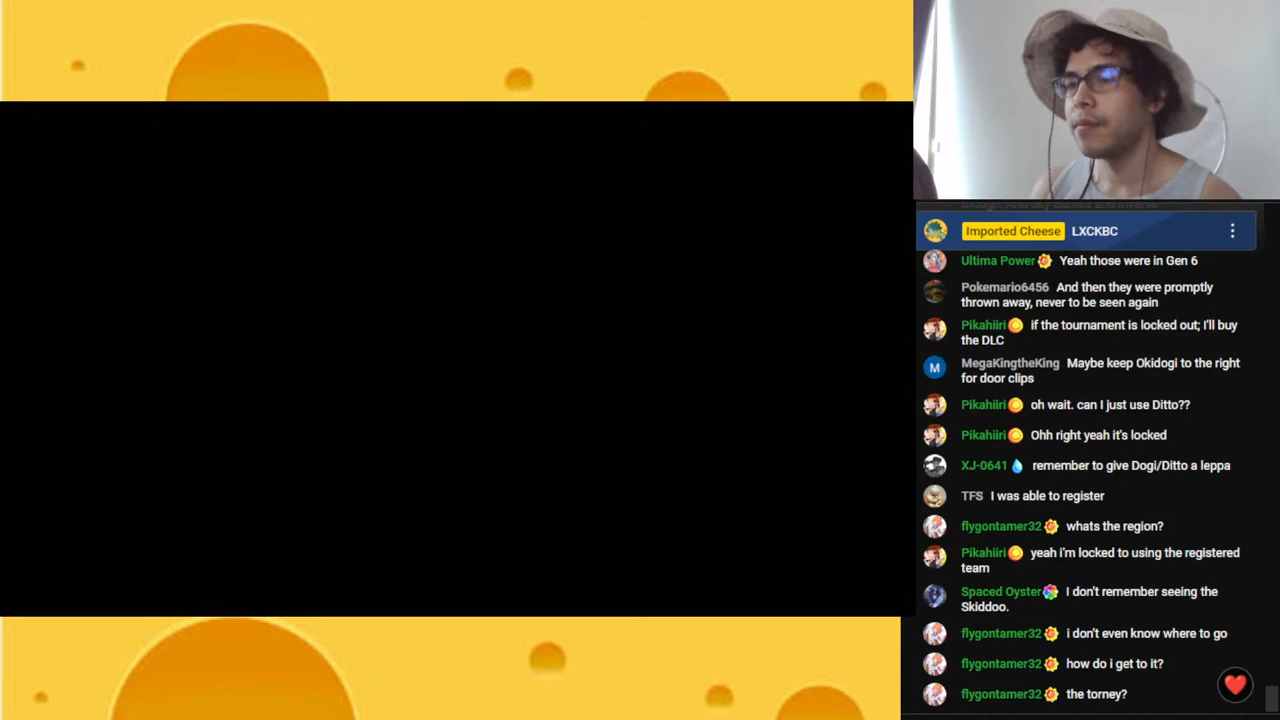 Imported Cheese LXCKBC
Ultima Power Yeah those were in Gen 6
Pokemario6456 And then they were promptly
thrown away, never to be seen again
Pikahiiri if the tournament is locked out; I'll buy
the DLC
M MegaKingtheKing Maybe keep Okidogi to the right
for door clips
Pikahiiri oh wait. can I just use Ditto??
Pikahiiri Ohh right yeah it's locked
XJ-0641 remember to give Dogi/Ditto a leppa
TFS I was able to register
flygontamer32 whats the region?
Pikahiiri yeah i'm locked to using the registered
team
Spaced Oyster I don't remember seeing the
Skiddoo.
flygontamer32 i don't even know where to go
flygontamer32 how do i get to it?
flygontamer32 the torney?